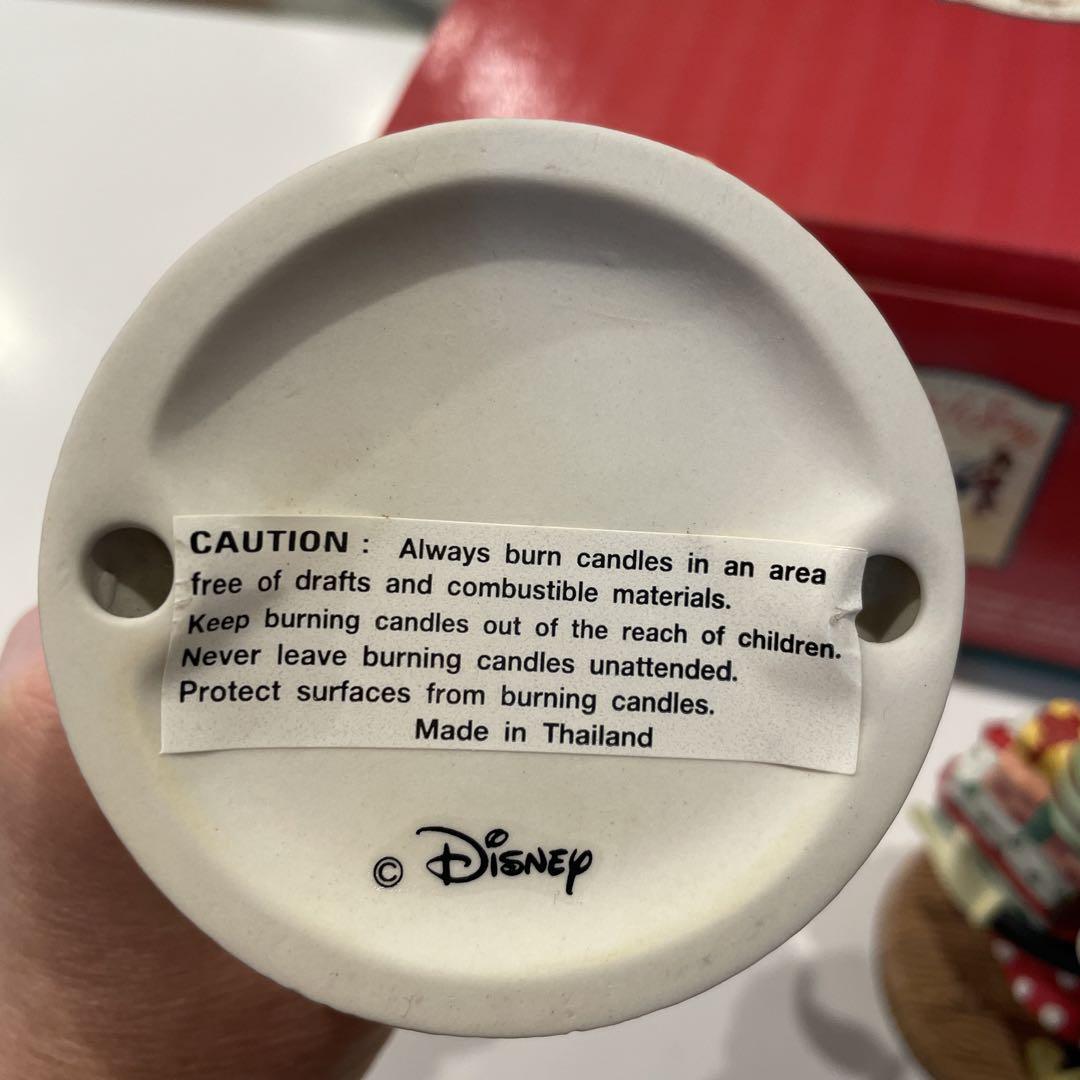 CAUTION : Always burn candles in an area
free of drafts and combustible materials.
Keep burning candles out of the reach of children.
Never leave burning candles unattended.
Protect surfaces from burning candles.
Made in Thailand
© Disney